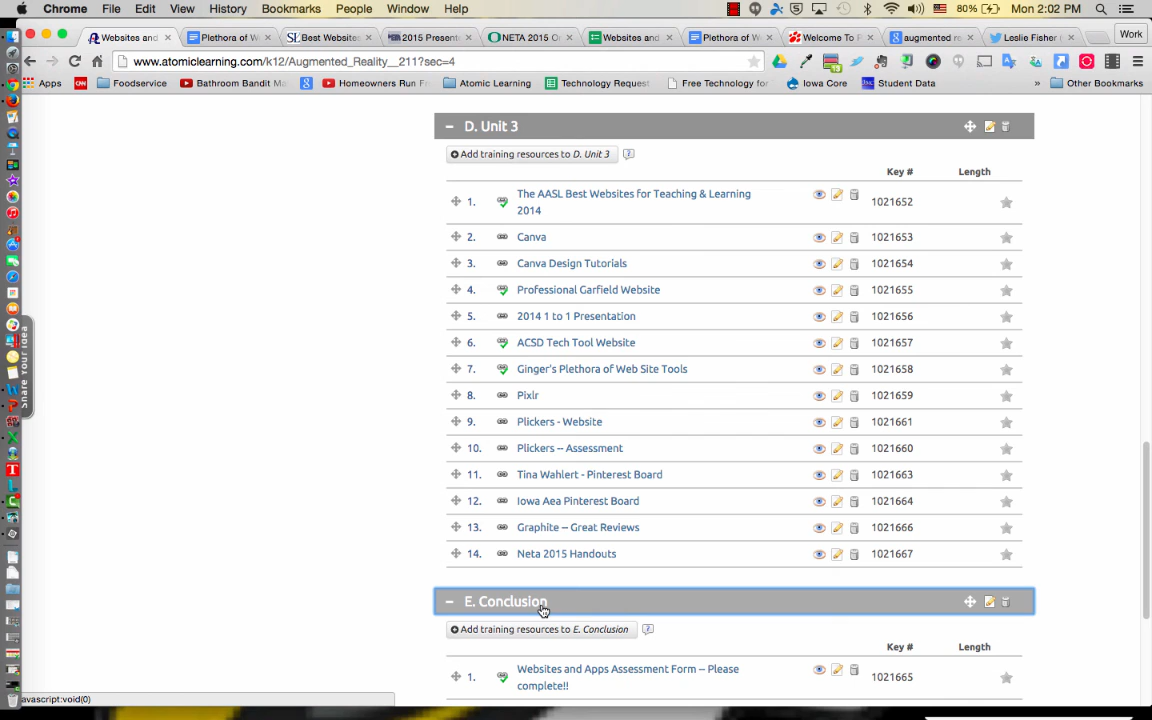 Chrome File Edit View History Bookmarks People Window Help 80% Mon 2:02 PM
Websites and Plethora of W Best Websites 2015 Present NETA 2015 O Websites and Plethora of W Welcome To P augmented re Leslie Fisher ( Work
www.atomiclearning.com/k12/Augmented_Reality__211?sec=4
Apps Foodservice Bathroom Bandit Ma Homeowners Run Fr Atomic Learning Technology Request Free Technology for Iowa Core Student Data » Other Bookmarks
− D. Unit 3
Add training resources to D. Unit 3
Key # Length
1. The AASL Best Websites for Teaching & Learning 1021652
2014
2. Canva 1021653
3. Canva Design Tutorials 1021654
4. Professional Garfield Website 1021655
5. 2014 1 to 1 Presentation 1021656
6. ACSD Tech Tool Website 1021657
7. Ginger's Plethora of Web Site Tools 1021658
8. Pixlr 1021659
9. Plickers - Website 1021661
10. Plickers -- Assessment 1021660
11. Tina Wahlert - Pinterest Board 1021663
12. Iowa Aea Pinterest Board 1021664
13. Graphite -- Great Reviews 1021666
14. Neta 2015 Handouts 1021667
Share Your Idea
− E. Conclusion
Add training resources to E. Conclusion
Key # Length
1. Websites and Apps Assessment Form -- Please 1021665
complete!!
avascript:void(0)